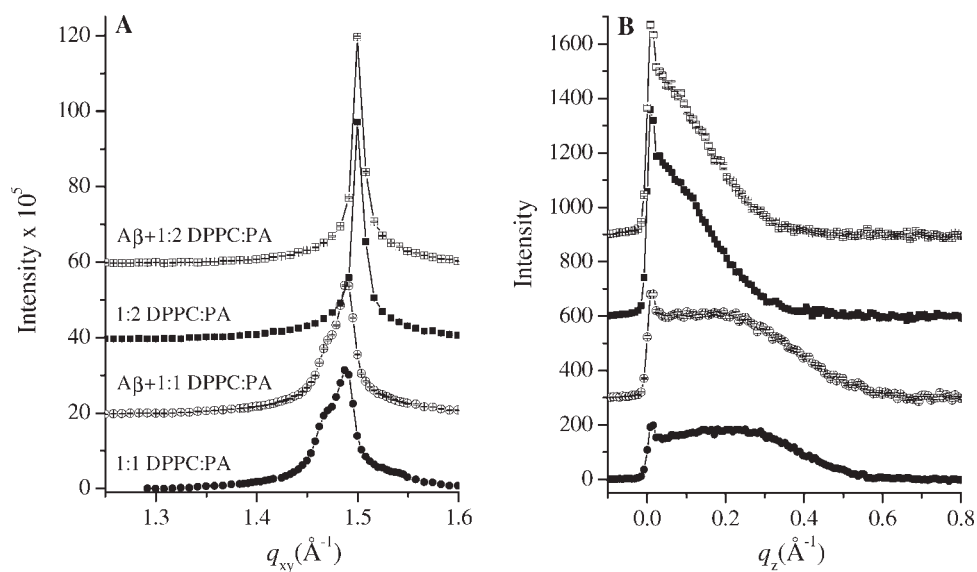 A
120
100
80
60
40
20
0
Intensity x 10⁵
Aβ+1:2 DPPC:PA
1:2 DPPC:PA
Aβ+1:1 DPPC:PA
1:1 DPPC:PA
1.3 1.4 1.5 1.6
q_xy(Å⁻¹)
B
1600
1400
1200
1000
800
600
400
200
0
Intensity
0.0 0.2 0.4 0.6 0.8
q_z(Å⁻¹)